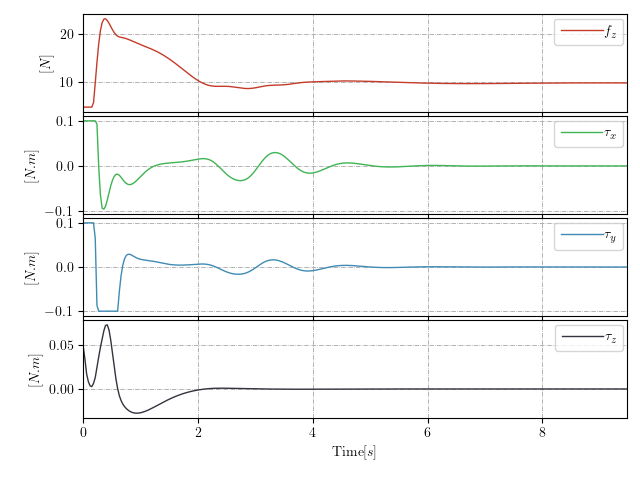 20
10
[N]
f_z
0.1
0.0
−0.1
[N.m]
τ_x
0.1
0.0
−0.1
[N.m]
τ_y
0.05
0.00
[N.m]
τ_z
0 2 4 6 8
Time[s]